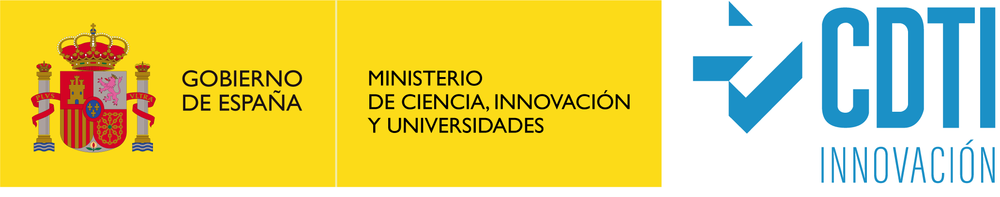 PLVS VLTRA
GOBIERNO
DE ESPAÑA
MINISTERIO
DE CIENCIA, INNOVACIÓN
Y UNIVERSIDADES
CDTI
INNOVACIÓN